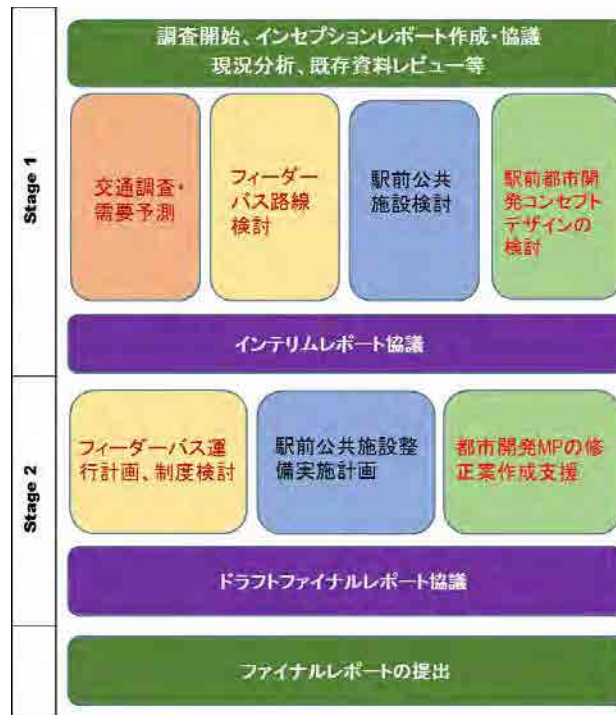 調査開始、インセプションレポート作成・協議
現況分析、既存資料レビュー等
Stage 1
交通調査・
需要予測
フィーダー
バス路線
検討
駅前公共
施設検討
駅前都市開
発コンセプト
デザインの
検討
インテリムレポート協議
Stage 2
フィーダーバス運
行計画、制度検討
駅前公共施設整
備実施計画
都市開発MPの修
正案作成支援
ドラフトファイナルレポート協議
ファイナルレポートの提出